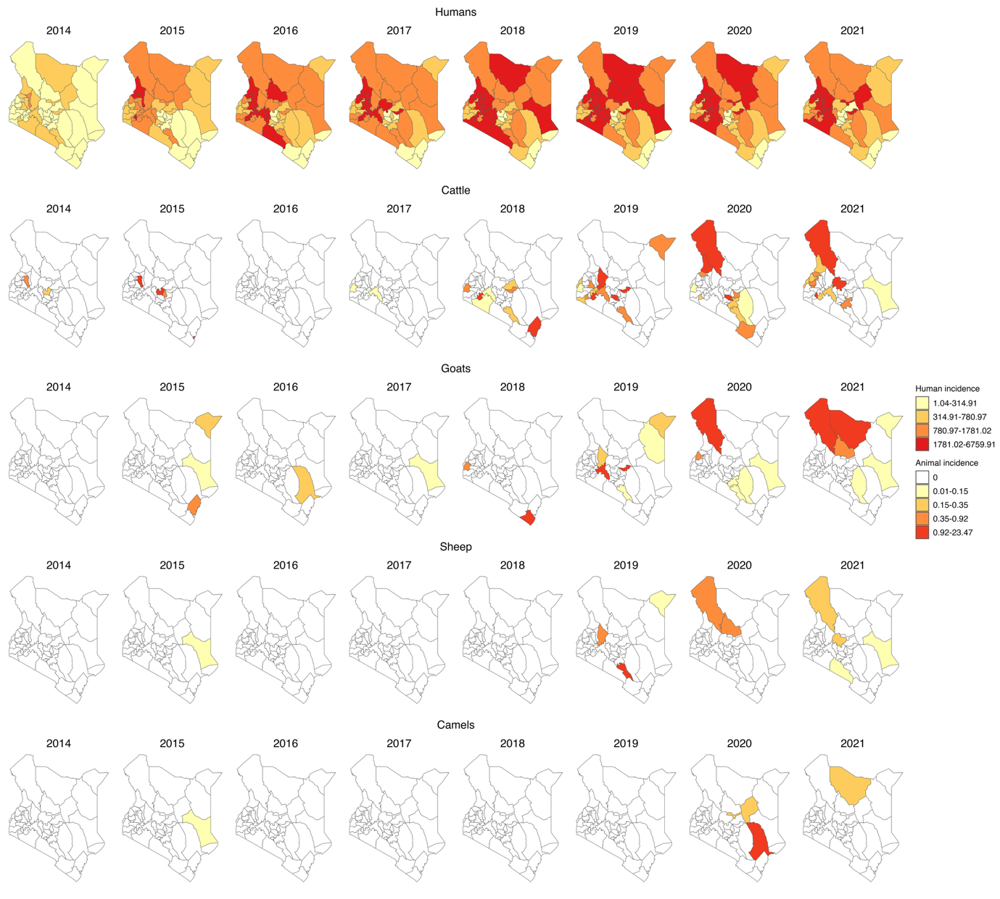 Humans
2014 2015 2016 2017 2018 2019 2020 2021
Cattle
2014 2015 2016 2017 2018 2019 2020 2021
Goats
2014 2015 2016 2017 2018 2019 2020 2021
Human incidence
1.04-314.91
314.91-780.97
780.97-1781.02
1781.02-6759.91
Animal incidence
0
0.01-0.15
0.15-0.35
0.35-0.92
0.92-23.47
Sheep
2014 2015 2016 2017 2018 2019 2020 2021
Camels
2014 2015 2016 2017 2018 2019 2020 2021